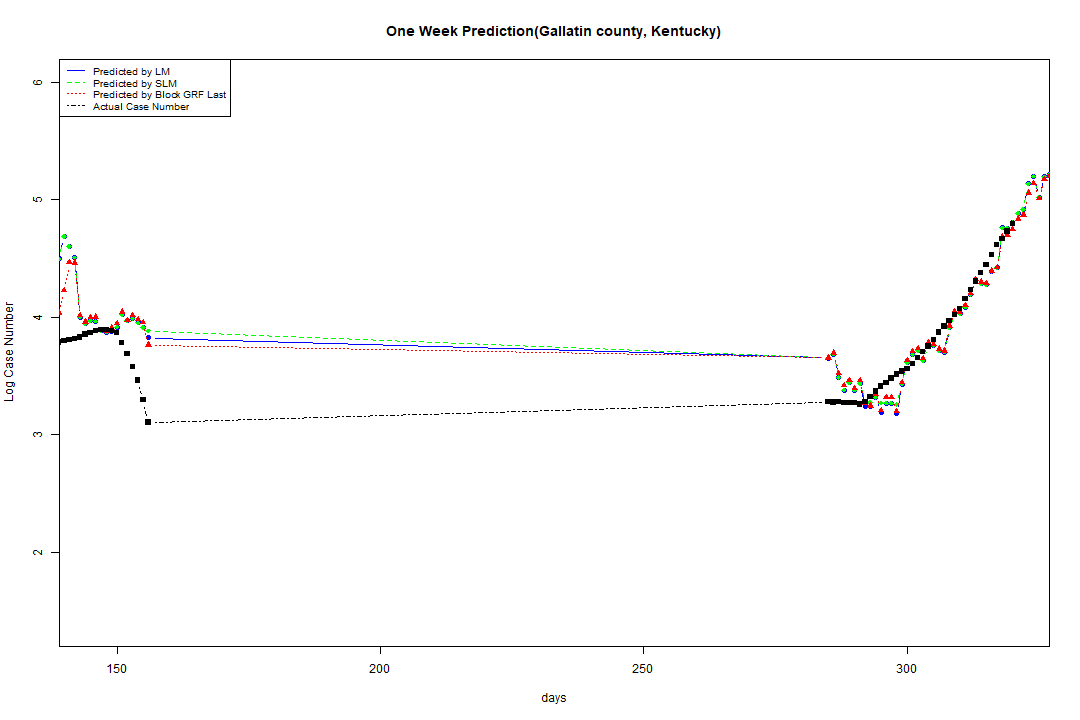 One Week Prediction(Gallatin county, Kentucky)
Predicted by LM
Predicted by SLM
Predicted by Block GRF Last
Actual Case Number
6
5
4
3
2
Log Case Number
150 200 250 300
days